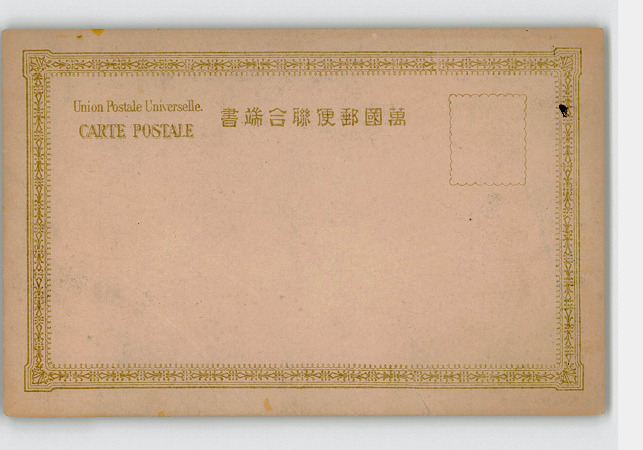 Union Postale Universelle.
CARTE POSTALE
萬國郵便聯合端書